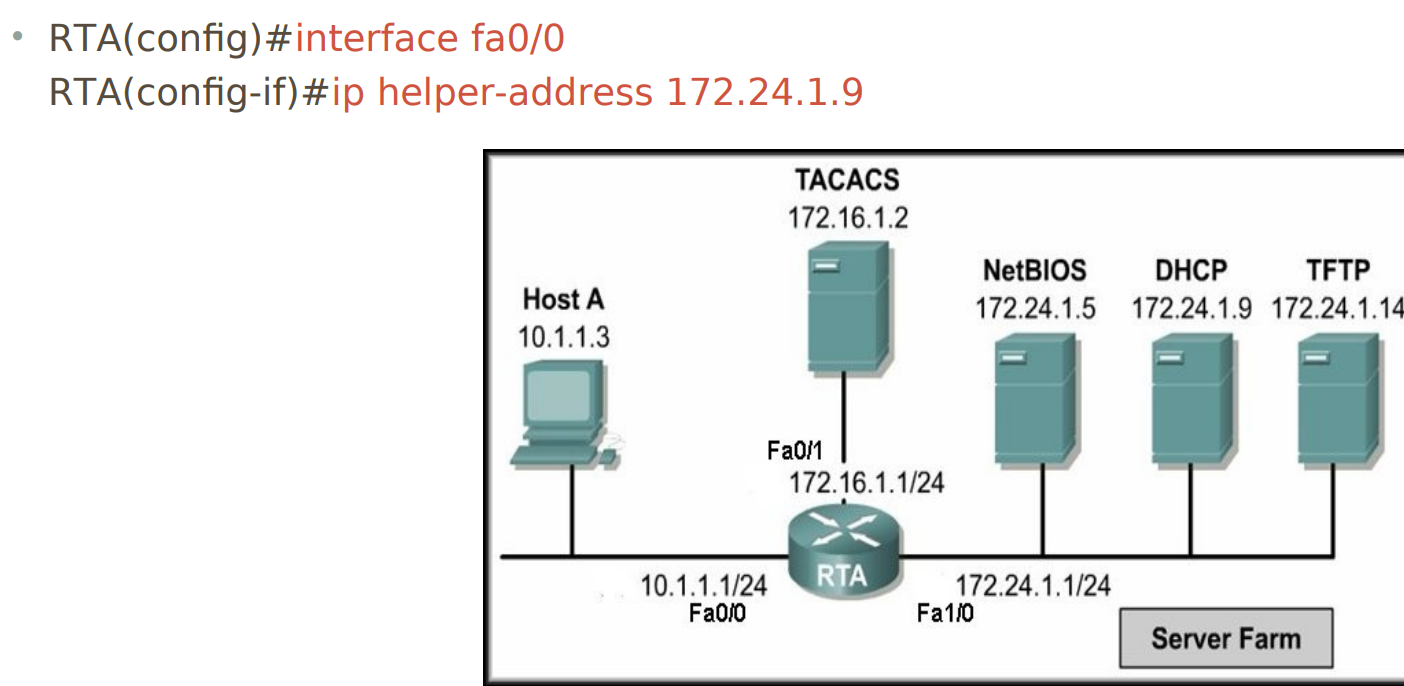 • RTA(config)#interface fa0/0
RTA(config-if)#ip helper-address 172.24.1.9
TACACS
172.16.1.2
NetBIOS
172.24.1.5
DHCP
172.24.1.9
TFTP
172.24.1.14
Host A
10.1.1.3
Fa0/1
172.16.1.1/24
RTA
10.1.1.1/24
Fa0/0
172.24.1.1/24
Fa1/0
Server Farm